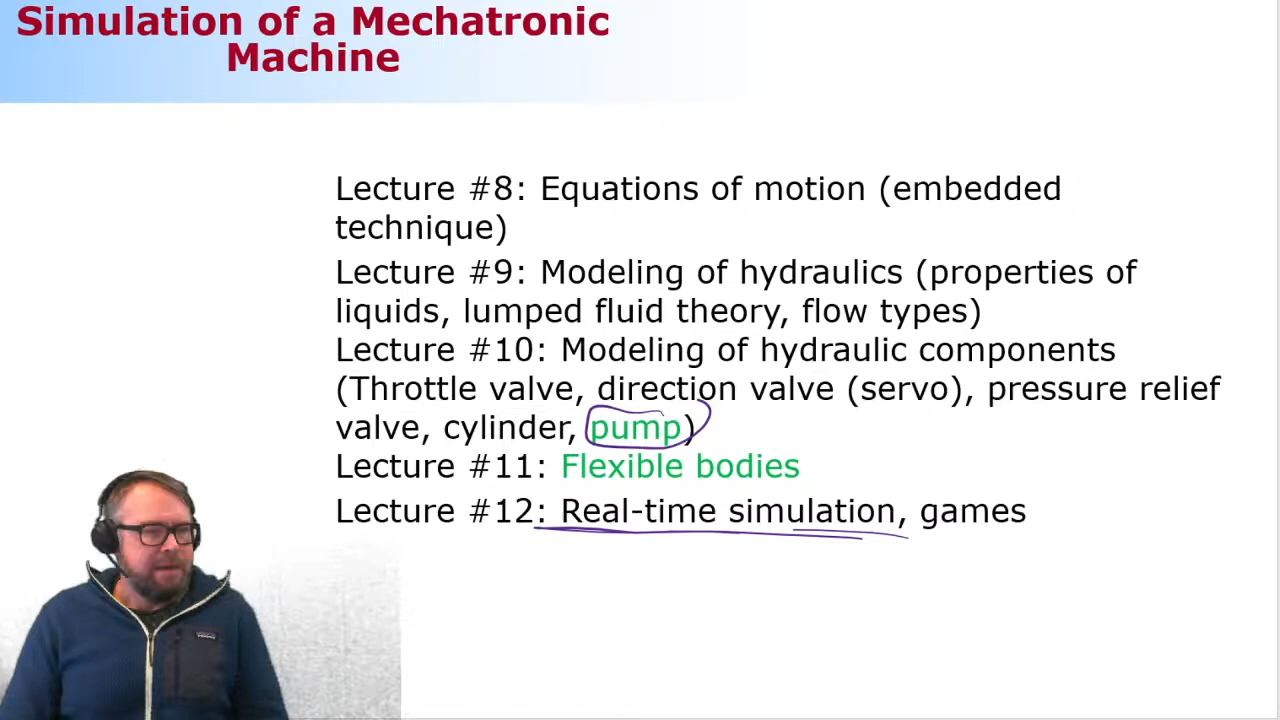 Simulation of a Mechatronic
Machine
Lecture #8: Equations of motion (embedded
technique)
Lecture #9: Modeling of hydraulics (properties of
liquids, lumped fluid theory, flow types)
Lecture #10: Modeling of hydraulic components
(Throttle valve, direction valve (servo), pressure relief
valve, cylinder, pump)
Lecture #11: Flexible bodies
Lecture #12: Real-time simulation, games